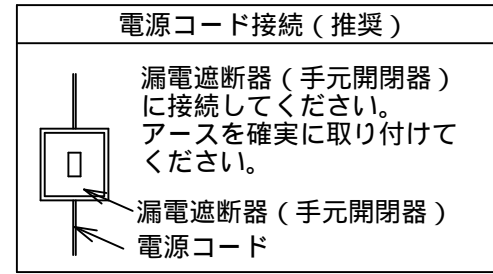 電源コード接続(推奨)
漏電遮断器(手元開閉器)
に接続してください。
アースを確実に取り付けて
ください。
漏電遮断器(手元開閉器)
電源コード